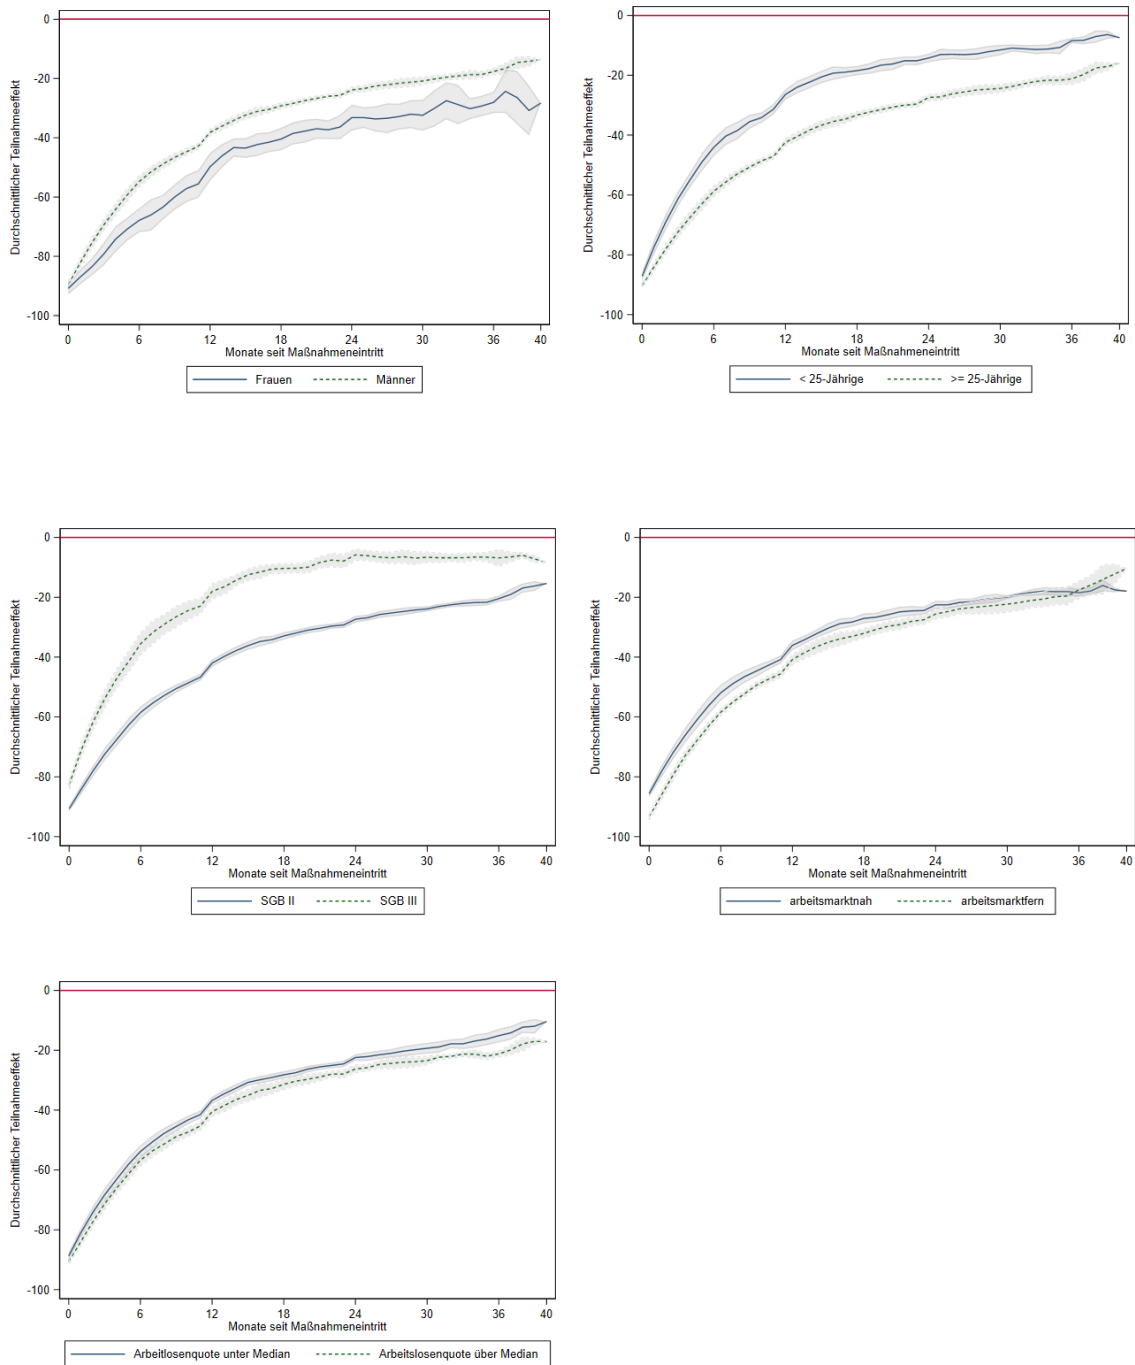 0
-20
-40
-60
-80
-100
Durchschnittlicher Teilnahmeeffekt
0 6 12 18 24 30 36 40
Monate seit Maßnahmeneintritt
Frauen Männer
0
-20
-40
-60
-80
-100
Durchschnittlicher Teilnahmeeffekt
0 6 12 18 24 30 36 40
Monate seit Maßnahmeneintritt
< 25-Jährige >= 25-Jährige
0
-20
-40
-60
-80
-100
Durchschnittlicher Teilnahmeeffekt
0 6 12 18 24 30 36 40
Monate seit Maßnahmeneintritt
SGB II SGB III
0
-20
-40
-60
-80
-100
Durchschnittlicher Teilnahmeeffekt
0 6 12 18 24 30 36 40
Monate seit Maßnahmeneintritt
arbeitsmarktnah arbeitsmarktfern
0
-20
-40
-60
-80
-100
Durchschnittlicher Teilnahmeeffekt
0 6 12 18 24 30 36 40
Monate seit Maßnahmeneintritt
Arbeitlosenquote unter Median Arbeitslosenquote über Median